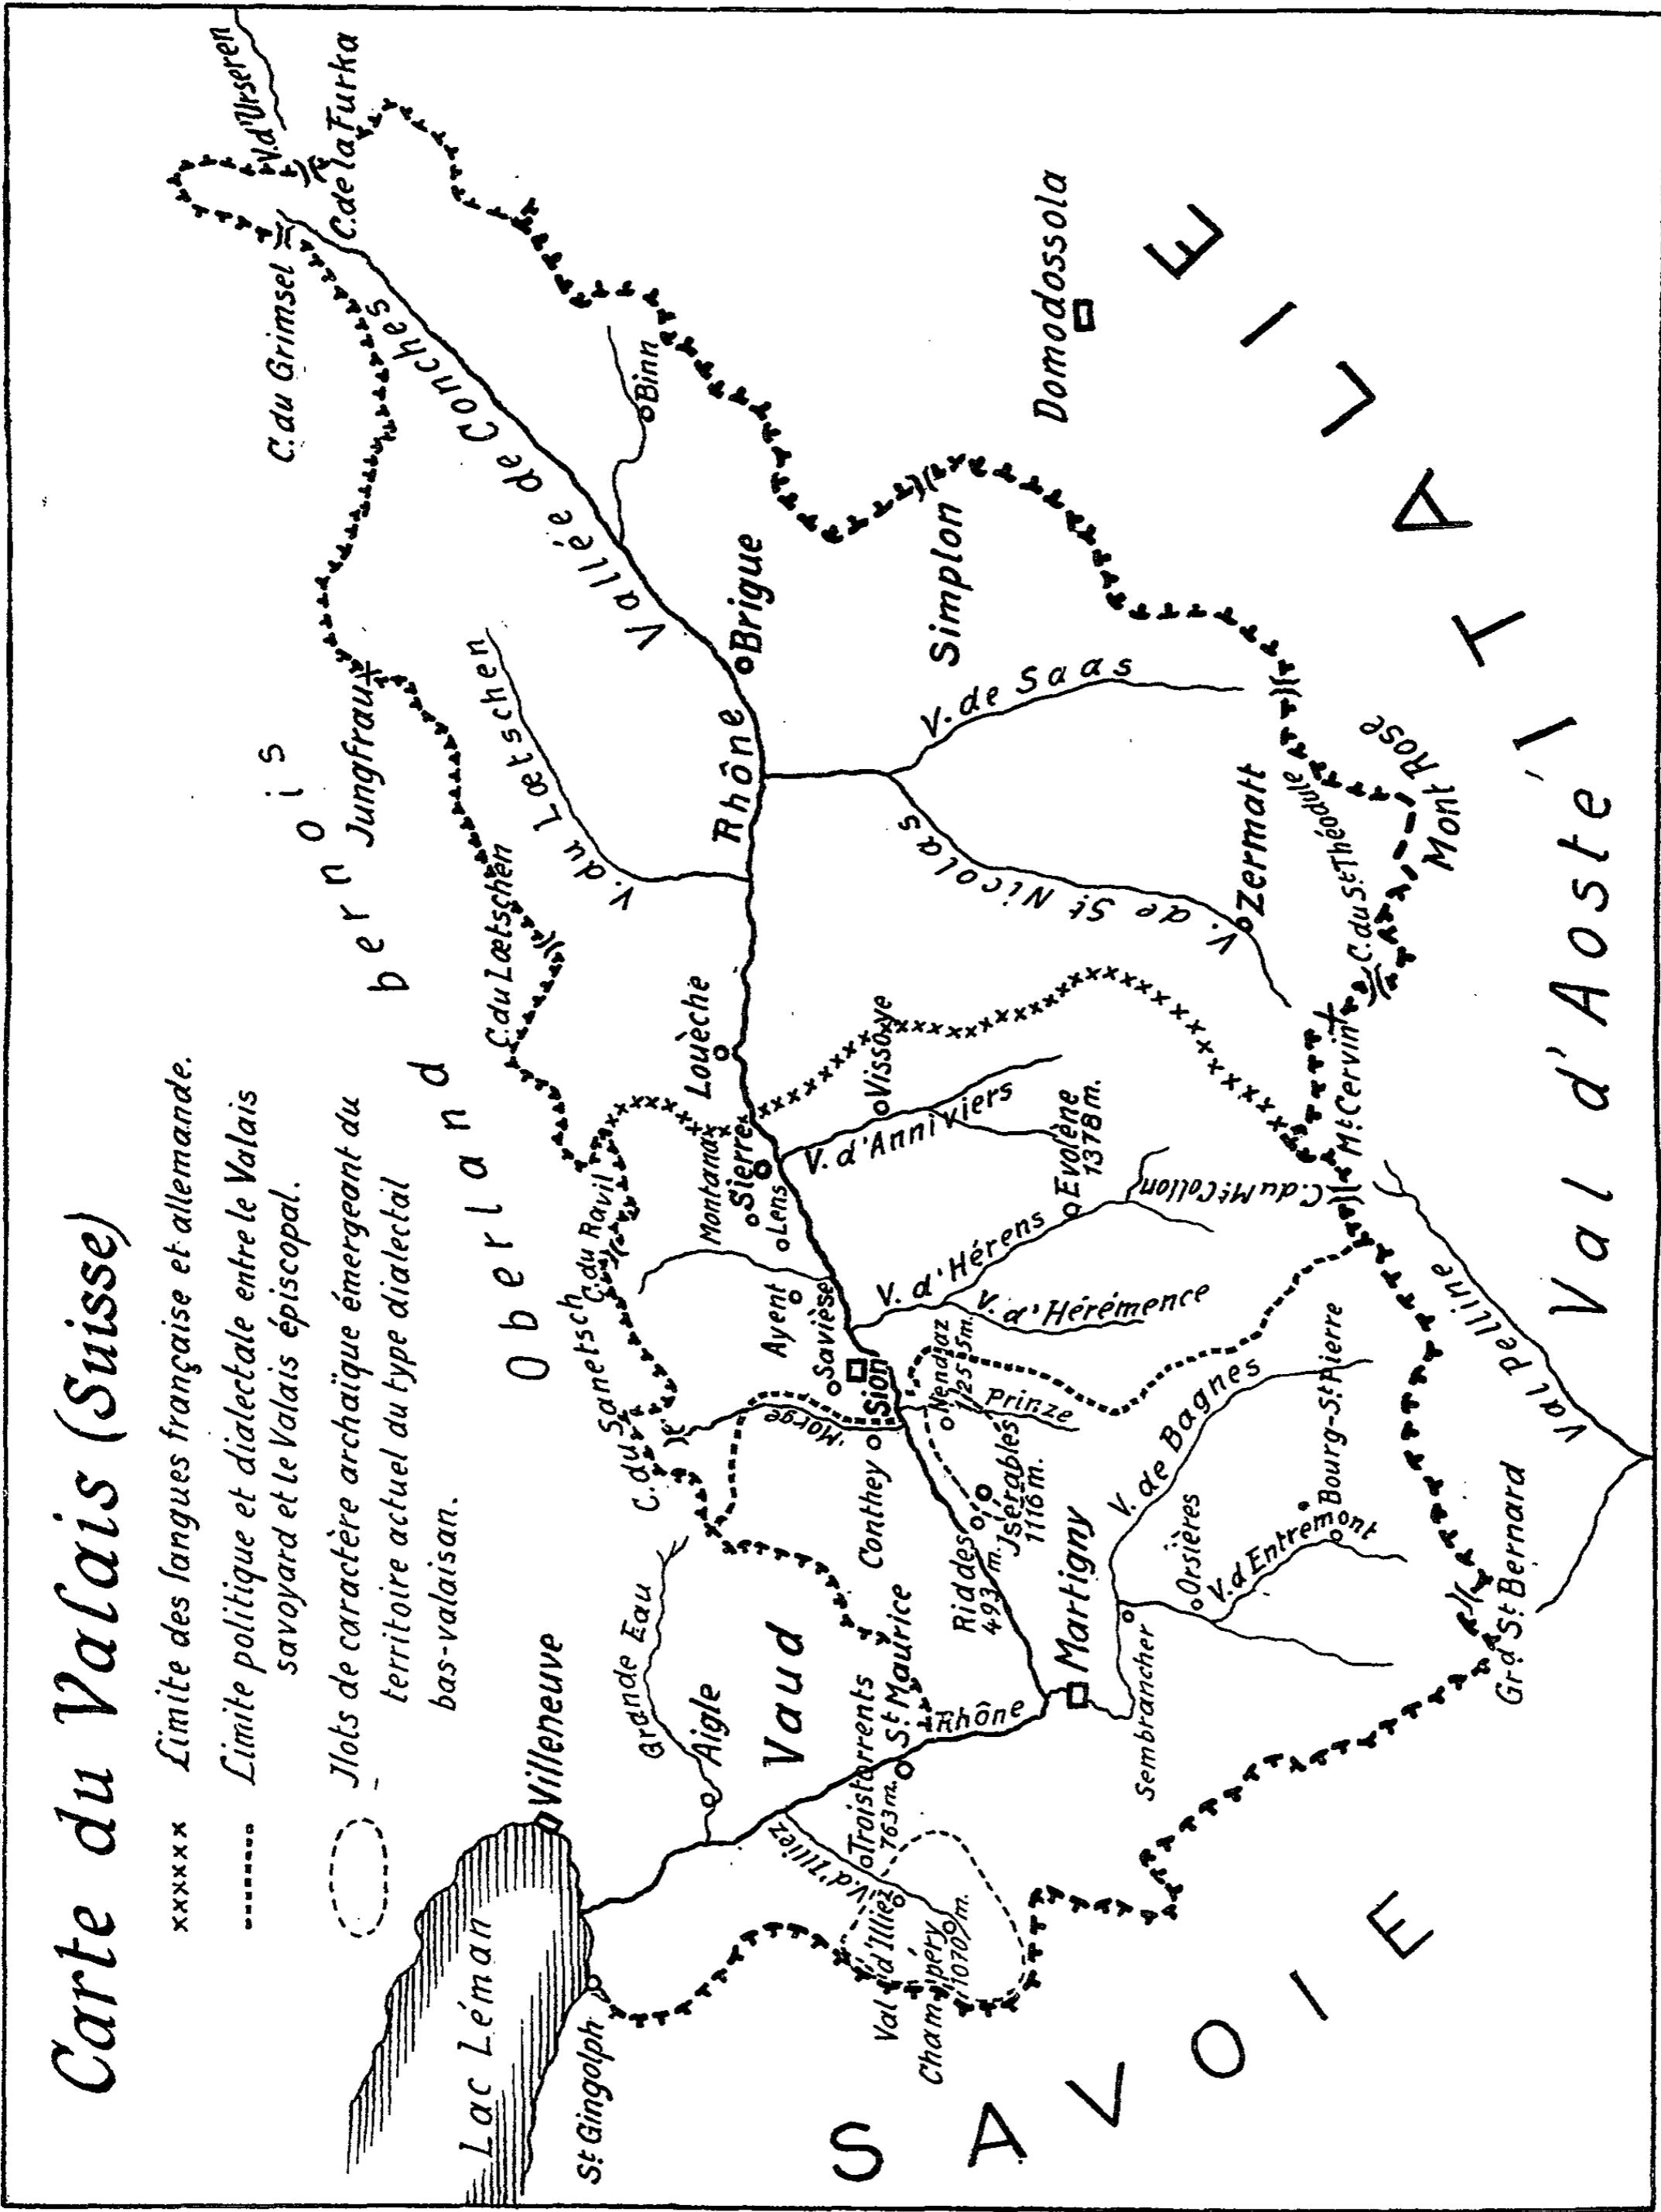 Carte du Valais (Suisse)
xxxxx Limite des langues française et allemande.
Limite politique et dialectale entre le Valais
savoyard et le Valais épiscopal.
Ilots de caractère archaïque émergeant du
territoire actuel du type dialectal
bas-valaisan.
V. d'Urseren
C. de la Furka
C. du Grimsel
Vallée de Conches
Binn
Oberland
bernois
Jungfrau
C. du Lœtschen
V. du Lœtschen
Lac Léman
Villeneuve
St Gingolph
Grande Eau
Aigle
Vaud
C. du Sanetsch
C. du Ravil
Montana
Sierre
Lens
Ayent
Savièse
Sion
Morge
Conthey
Louèche
Rhône
Brigue
Simplon
Domodossola
V. de Saas
V. de St Nicolas
Zermatt
C. du St Théodule
Mont Rose
Mt Cervin
Vissoye
V. d'Anniviers
Evolène
1378 m.
V. d'Hérens
V. d'Hérémence
C. du Mt Collon
Nendaz
1255 m.
Prinze
Isérables
1116 m.
Riddes
493 m.
St Maurice
Rhône
Troistorrents
763 m.
V. d'Illiez
Val d'Illiez
Champéry
1070 m.
Martigny
Sembrancher
V. de Bagnes
Orsières
V. d'Entremont
Bourg-St Pierre
Grd St Bernard
Val Pelline
Val d'Aoste
SAVOIE
ITALIE